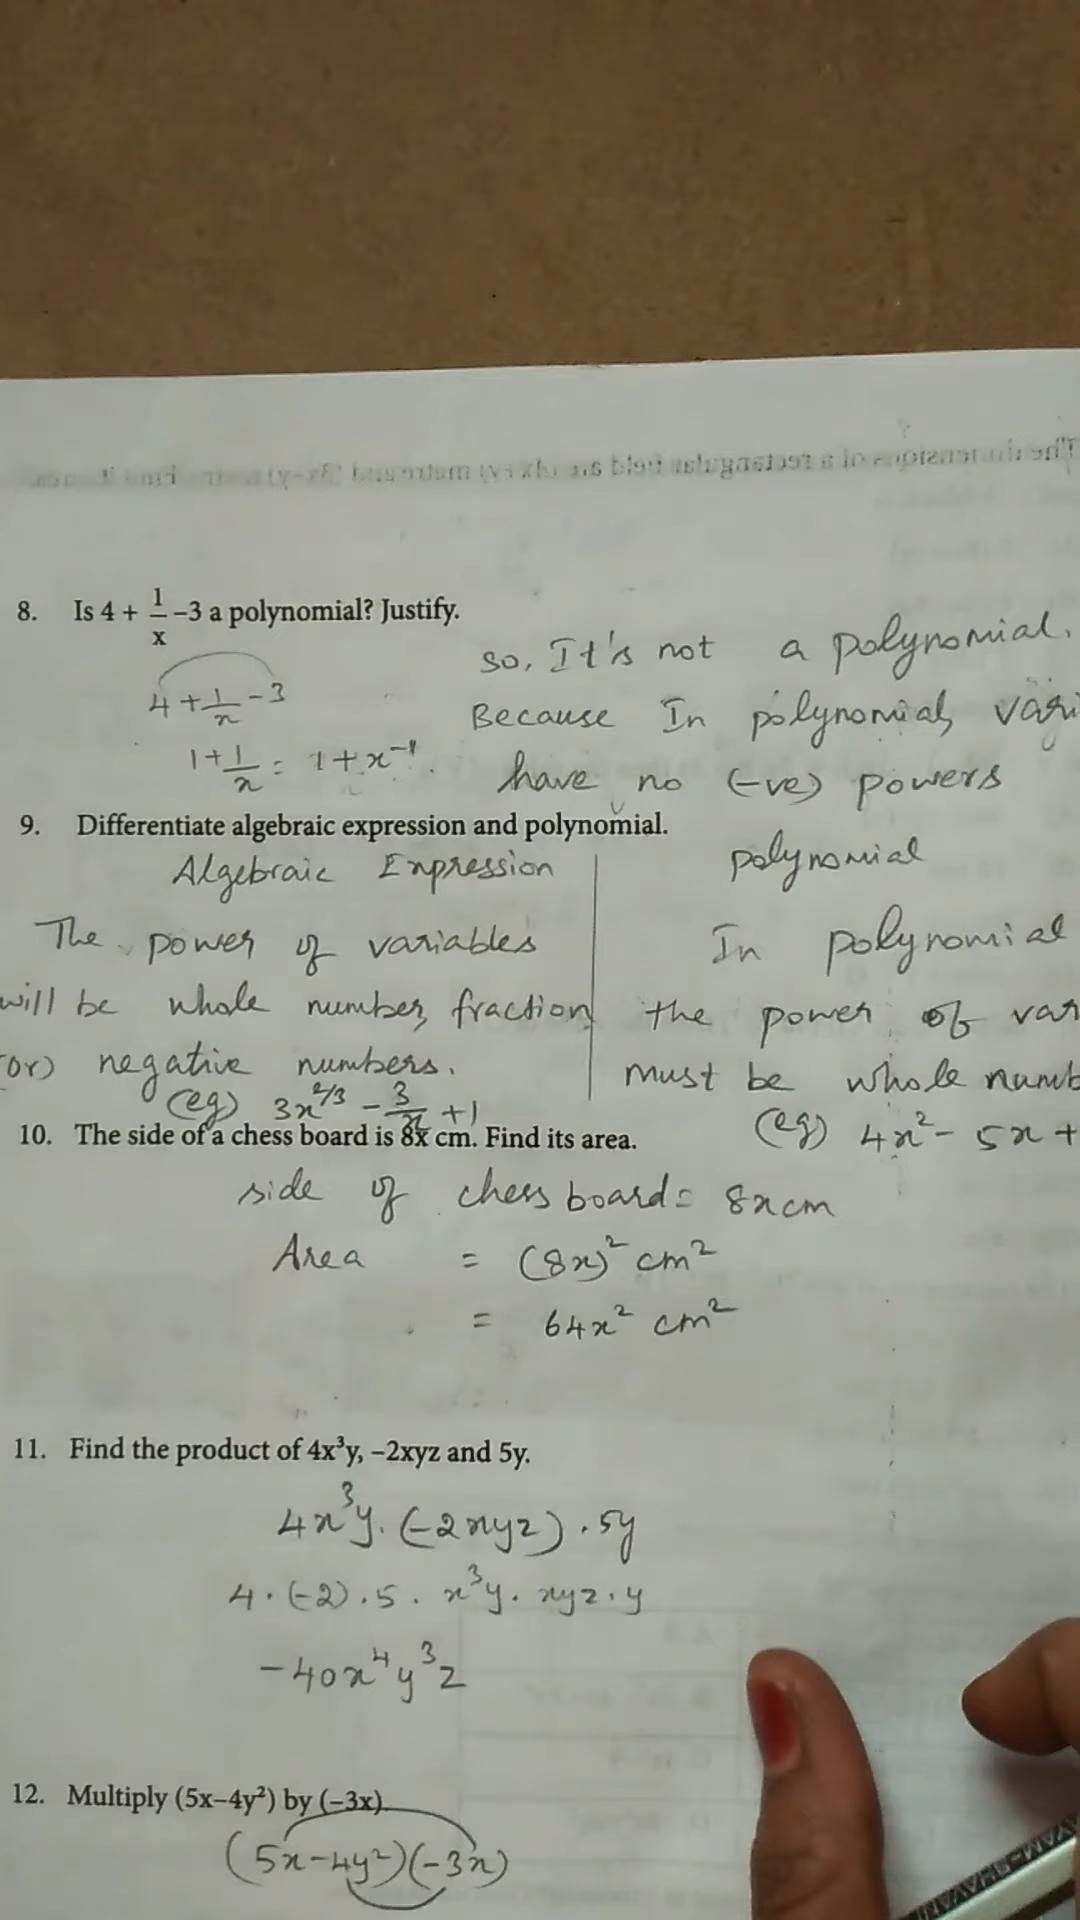 8. Is 4 + 1/x −3 a polynomial? Justify.
4 + 1/x − 3
1 + 1/x = 1 + x⁻¹.
so, It's not a polynomial.
Because In polynomial, vari
have no (-ve) powers
9. Differentiate algebraic expression and polynomial.
Algebraic Expression
The power of variables
will be whole number, fraction
(or) negative numbers.
(eg) 3x^2/3 − 3/x + 1
polynomial
In polynomial
the power of var
must be whole numb
(eg) 4x² − 5x +
10. The side of a chess board is 8x cm. Find its area.
side of chess board = 8x cm
Area = (8x)² cm²
= 64x² cm²
11. Find the product of 4x³y, −2xyz and 5y.
4x³y . (−2xyz) . 5y
4 . (−2) . 5 . x³y . xyz . y
−40x⁴y³z
12. Multiply (5x−4y²) by (−3x)
(5x−4y²)(−3x)